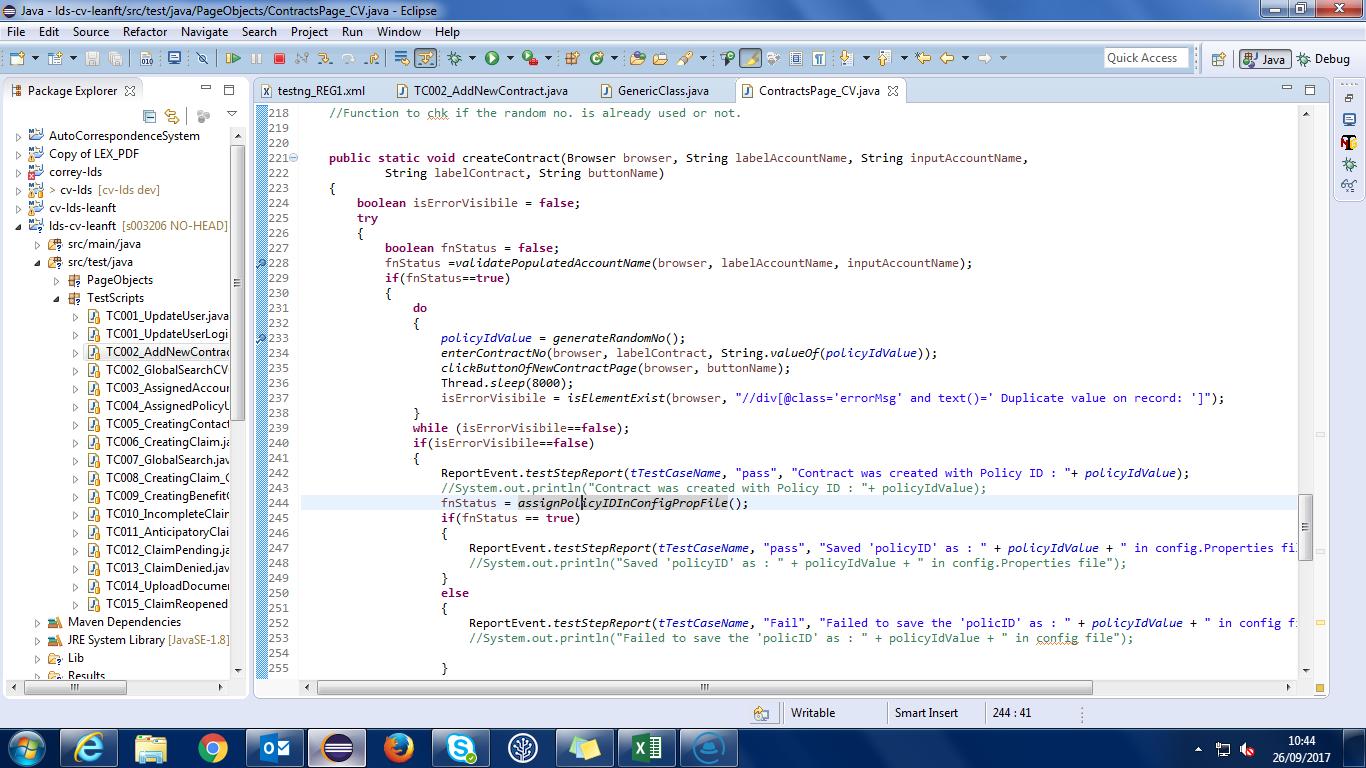 Java - lds-cv-leanft/src/test/java/PageObjects/ContractsPage_CV.java - Eclipse
File Edit Source Refactor Navigate Search Project Run Window Help
Quick Access Java Debug
Package Explorer
AutoCorrespondenceSystem
Copy of LEX_PDF
correy-lds
> cv-lds [cv-lds dev]
cv-lds-leanft
lds-cv-leanft [s003206 NO-HEAD]
src/main/java
src/test/java
PageObjects
TestScripts
TC001_UpdateUser.java
TC001_UpdateUserLogi
TC002_AddNewContrac
TC002_GlobalSearchCV
TC003_AssignedAccour
TC004_AssignedPolicyU
TC005_CreatingContact
TC006_CreatingClaim.ja
TC007_GlobalSearch.jav
TC008_CreatingClaim_C
TC009_CreatingBenefitC
TC010_IncompleteClain
TC011_AnticipatoryClai
TC012_ClaimPending.ja
TC013_ClaimDenied.jav
TC014_UploadDocumer
TC015_ClaimReopened
Maven Dependencies
JRE System Library [JavaSE-1.8]
Lib
Results
testng_REG1.xml TC002_AddNewContract.java GenericClass.java ContractsPage_CV.java
218 //Function to chk if the random no. is already used or not.
219
220
221 public static void createContract(Browser browser, String labelAccountName, String inputAccountName,
222 String labelContract, String buttonName)
223 {
224 boolean isErrorVisibile = false;
225 try
226 {
227 boolean fnStatus = false;
228 fnStatus =validatePopulatedAccountName(browser, labelAccountName, inputAccountName);
229 if(fnStatus==true)
230 {
231 do
232 {
233 policyIdValue = generateRandomNo();
234 enterContractNo(browser, labelContract, String.valueOf(policyIdValue));
235 clickButtonOfNewContractPage(browser, buttonName);
236 Thread.sleep(8000);
237 isErrorVisibile = isElementExist(browser, "//div[@class='errorMsg' and text()=' Duplicate value on record: ']");
238 }
239 while (isErrorVisibile==false);
240 if(isErrorVisibile==false)
241 {
242 ReportEvent.testStepReport(tTestCaseName, "pass", "Contract was created with Policy ID : "+ policyIdValue);
243 //System.out.println("Contract was created with Policy ID : "+ policyIdValue);
244 fnStatus = assignPolicyIDInConfigPropFile();
245 if(fnStatus == true)
246 {
247 ReportEvent.testStepReport(tTestCaseName, "pass", "Saved 'policyID' as : " + policyIdValue + " in config.Properties fi
248 //System.out.println("Saved 'policyID' as : " + policyIdValue + " in config.Properties file");
249 }
250 else
251 {
252 ReportEvent.testStepReport(tTestCaseName, "Fail", "Failed to save the 'policID' as : " + policyIdValue + " in config fi
253 //System.out.println("Failed to save the 'policID' as : " + policyIdValue + " in config file");
254
255 }
Writable Smart Insert 244 : 41
10:44
26/09/2017